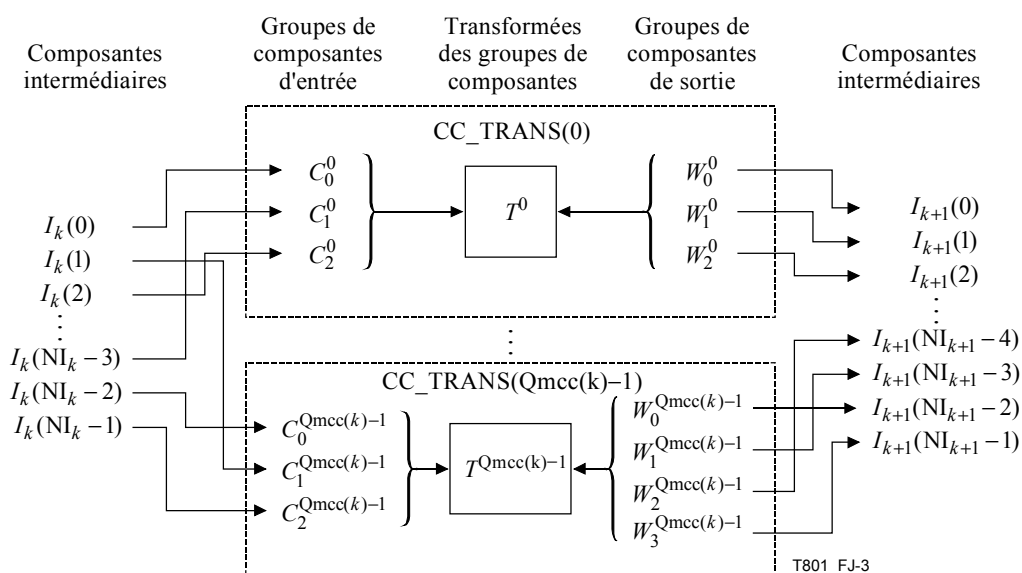 Composantes
intermédiaires
Groupes de
composantes
d'entrée
Transformées
des groupes de
composantes
Groupes de
composantes
de sortie
Composantes
intermédiaires
CC_TRANS(0)
I_k(0)
I_k(1)
I_k(2)
I_k(NI_k – 3)
I_k(NI_k – 2)
I_k(NI_k – 1)
C_0^0
C_1^0
C_2^0
T^0
W_0^0
W_1^0
W_2^0
I_{k+1}(0)
I_{k+1}(1)
I_{k+1}(2)
I_{k+1}(NI_{k+1} – 4)
I_{k+1}(NI_{k+1} – 3)
I_{k+1}(NI_{k+1} – 2)
I_{k+1}(NI_{k+1} – 1)
CC_TRANS(Qmcc(k)–1)
C_0^{Qmcc(k)–1}
C_1^{Qmcc(k)–1}
C_2^{Qmcc(k)–1}
T^{Qmcc(k)–1}
W_0^{Qmcc(k)–1}
W_1^{Qmcc(k)–1}
W_2^{Qmcc(k)–1}
W_3^{Qmcc(k)–1}
T801_FJ-3